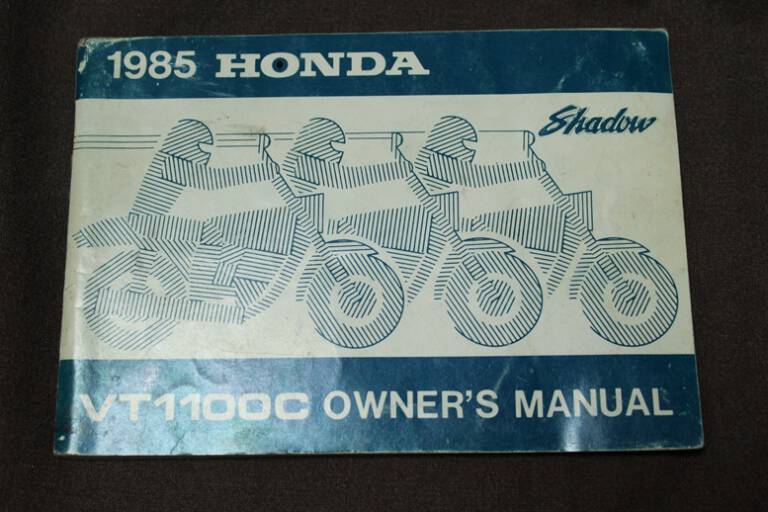 1985 HONDA
Shadow
VT1100C OWNER'S MANUAL